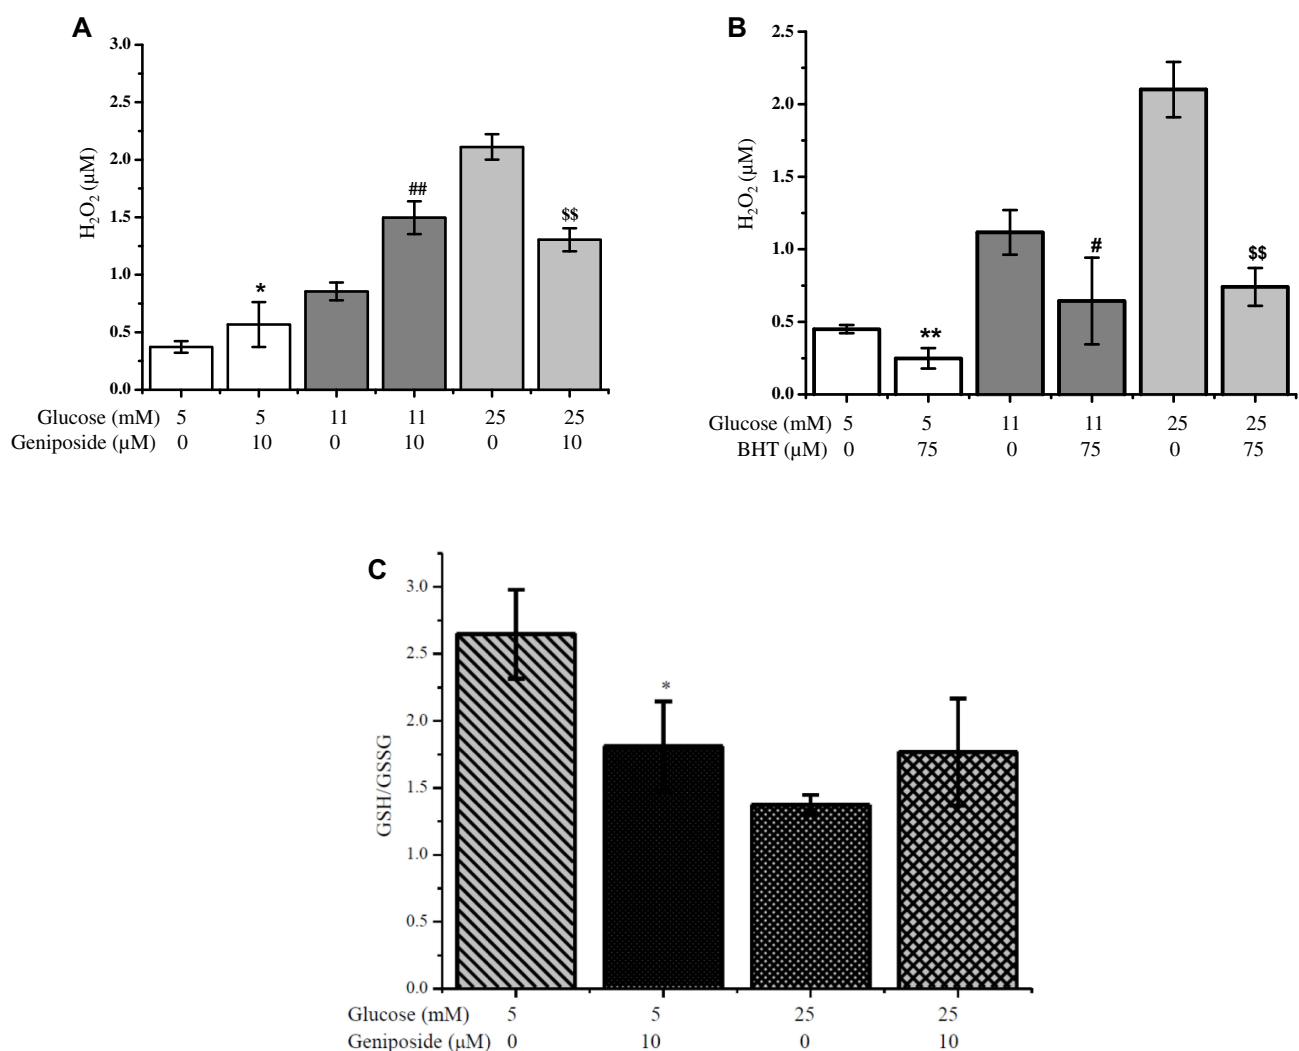 A
3.0
2.5
2.0
1.5
1.0
0.5
0.0
H₂O₂ (μM)
*
##
$$
Glucose (mM) 5 5 11 11 25 25
Geniposide (μM) 0 10 0 10 0 10
B
2.5
2.0
1.5
1.0
0.5
0.0
H₂O₂ (μM)
**
#
$$
Glucose (mM) 5 5 11 11 25 25
BHT (μM) 0 75 0 75 0 75
C
3.0
2.5
2.0
1.5
1.0
0.5
0.0
GSH/GSSG
*
Glucose (mM) 5 5 25 25
Geniposide (μM) 0 10 0 10